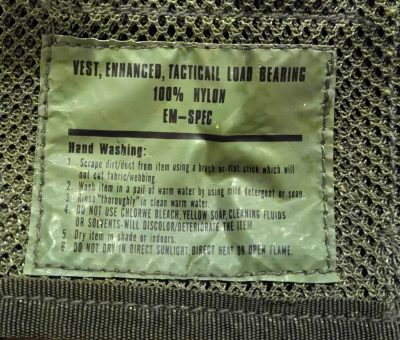 VEST, ENHANCED, TACTICAIL LOAD BEARING
100% NYLON
EM-SPEC
Hand Washing:
1. Scrape dirt/dust from item using a brush or flat stick which will
not cut fabric/webbing.
2. Wash item in a pail of warm water by using mild detergent or soap.
3. Rinse "thoroughly" in clean warm water.
4. DO NOT USE CHLORWE BLEACH, YELLOW SOAP, CLEANING FLUIDS
OR SOLVENTS-WILL DISCOLOR/DETERIORATE THE ITEM
5. Dry item in shade or indoors.
6. DO NOT DRY IN DIRECT SUNLIGHT, DIRECT HEAT OR OPEN FLAME.